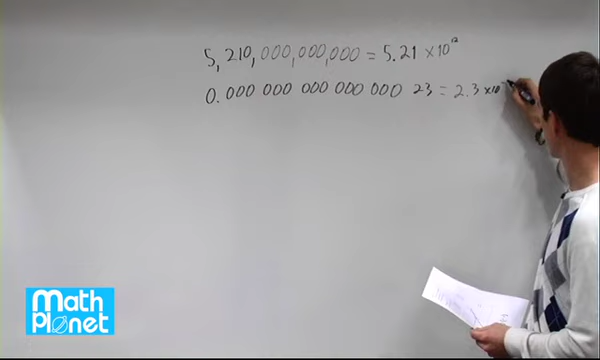 5,210,000,000,000 = 5.21 × 10¹²
0.000 000 000 000 000 23 = 2.3 × 10
Math
Planet